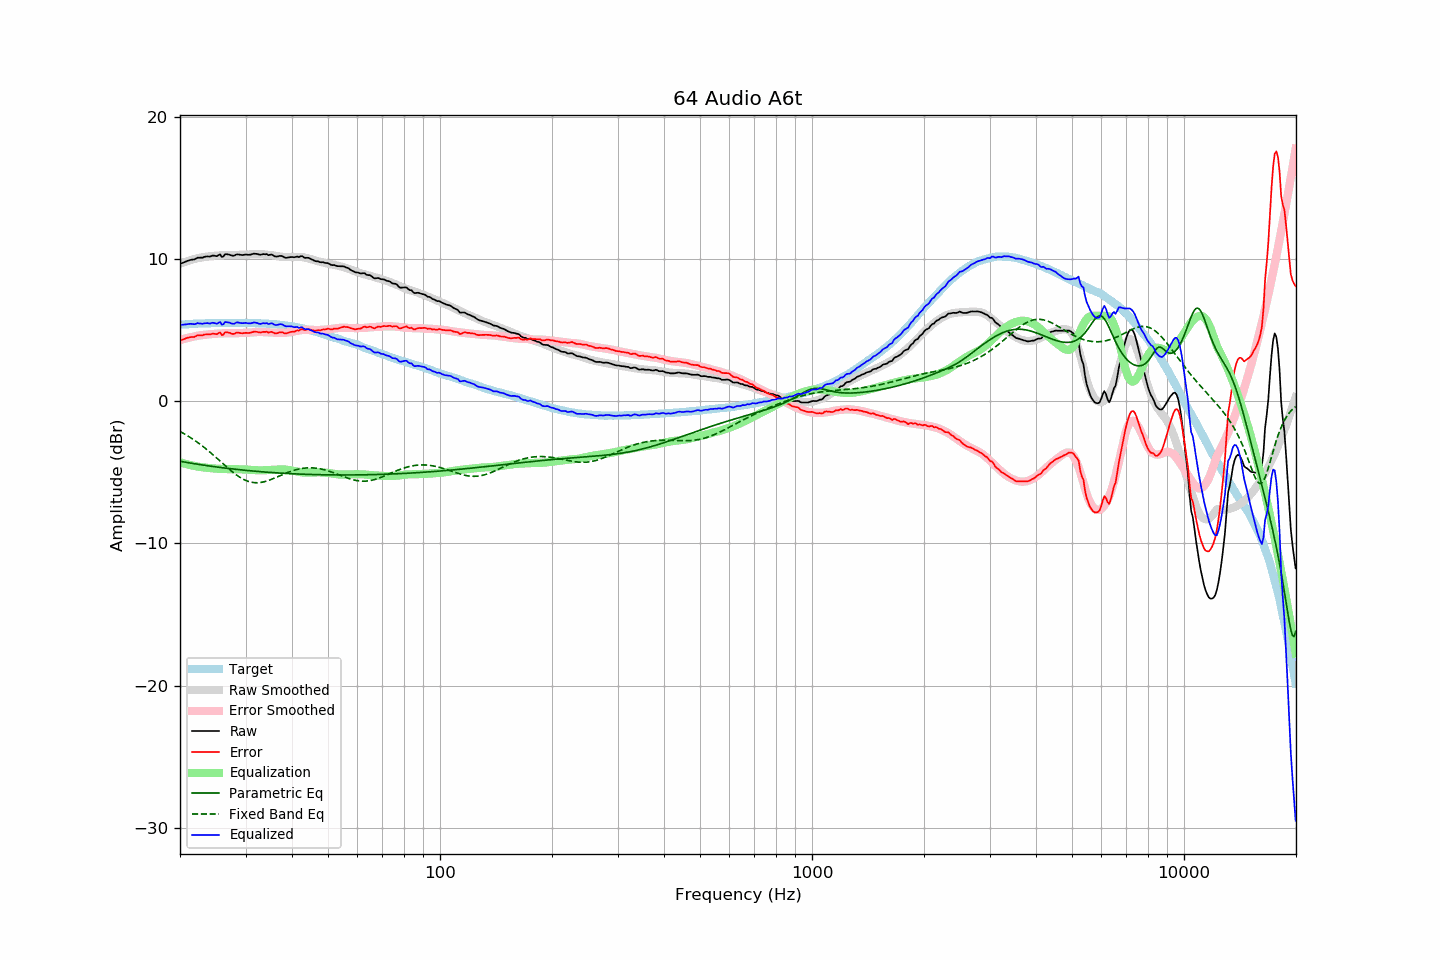 64 Audio A6t
20
10
0
−10
−20
−30
Amplitude (dBr)
Target
Raw Smoothed
Error Smoothed
Raw
Error
Equalization
Parametric Eq
Fixed Band Eq
Equalized
100
1000
10000
Frequency (Hz)